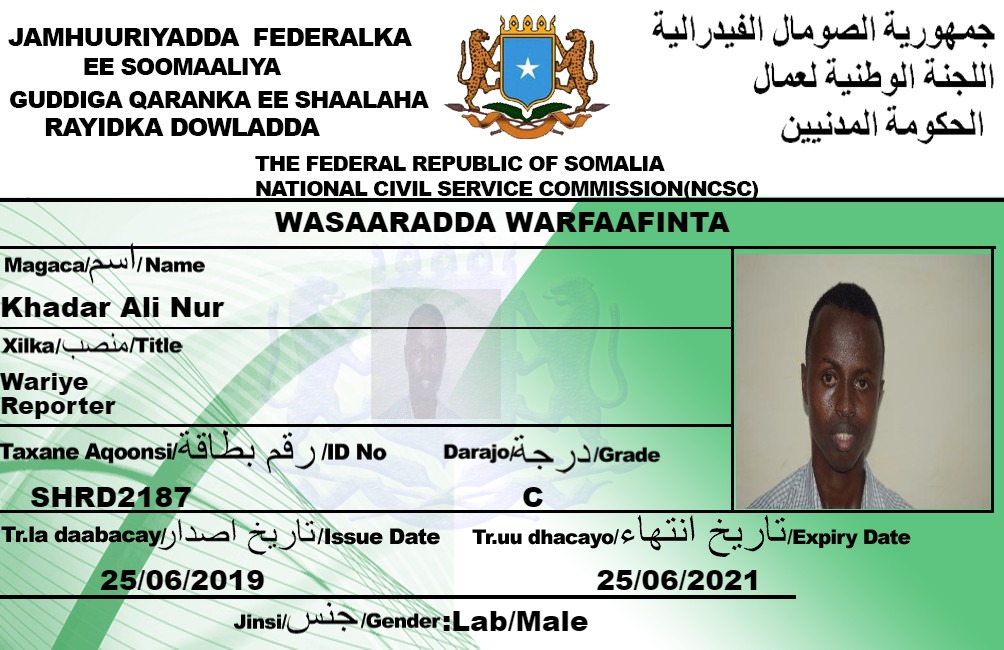 JAMHUURIYADDA FEDERALKA
EE SOOMAALIYA
GUDDIGA QARANKA EE SHAALAHA
RAYIDKA DOWLADDA
جمهورية الصومال الفيدرالية
اللجنة الوطنية لعمال
الحكومة المدنيين
THE FEDERAL REPUBLIC OF SOMALIA
NATIONAL CIVIL SERVICE COMMISSION(NCSC)
WASAARADDA WARFAAFINTA
Magaca/اسم/Name
Khadar Ali Nur
Xilka/منصب/Title
Wariye
Reporter
Taxane Aqoonsi/رقم بطاقة/ID No
SHRD2187
Darajo/درجة/Grade
C
Tr.la daabacay/تاريخ اصدار/Issue Date
25/06/2019
Tr.uu dhacayo/تاريخ انتهاء/Expiry Date
25/06/2021
Jinsi/جنس/Gender:Lab/Male